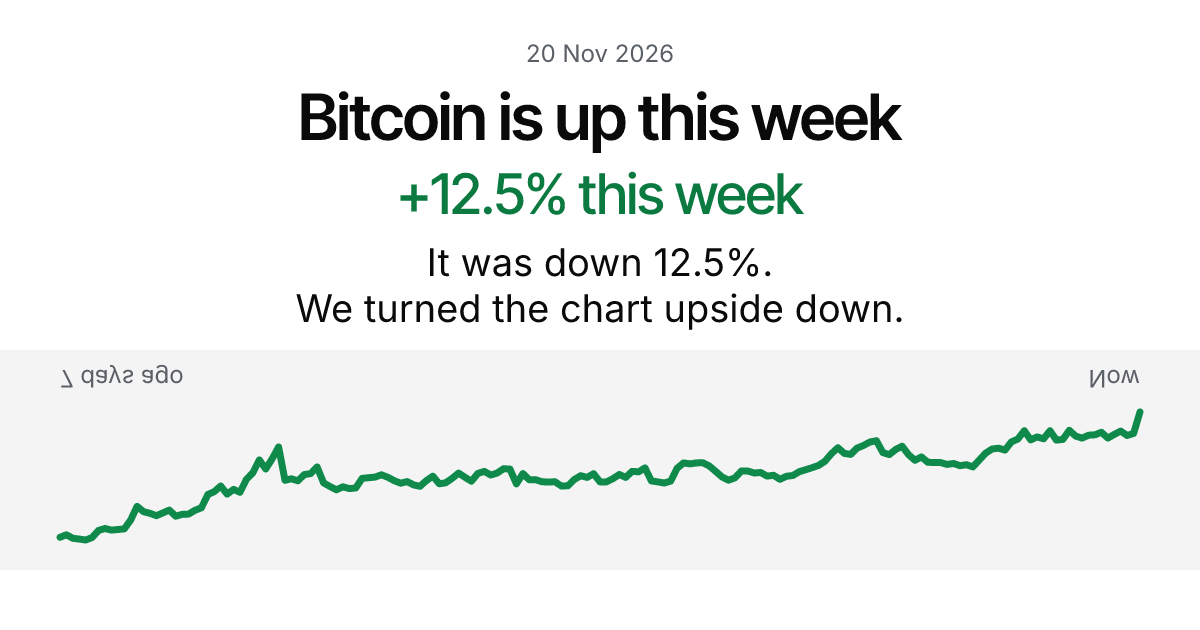 20 Nov 2026
Bitcoin is up this week
+12.5% this week
It was down 12.5%.
We turned the chart upside down.
7 days ago
Now